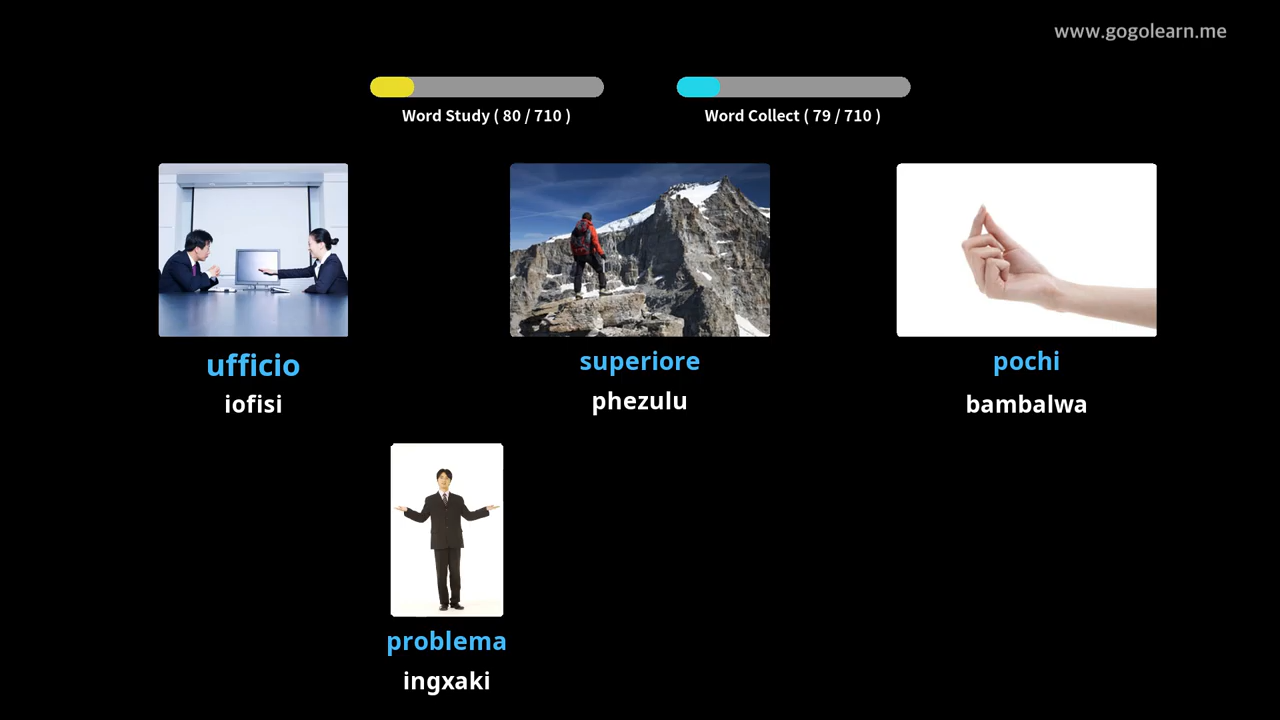 www.gogolearn.me
Word Study ( 80 / 710 )
Word Collect ( 79 / 710 )
ufficio
iofisi
superiore
phezulu
pochi
bambalwa
problema
ingxaki